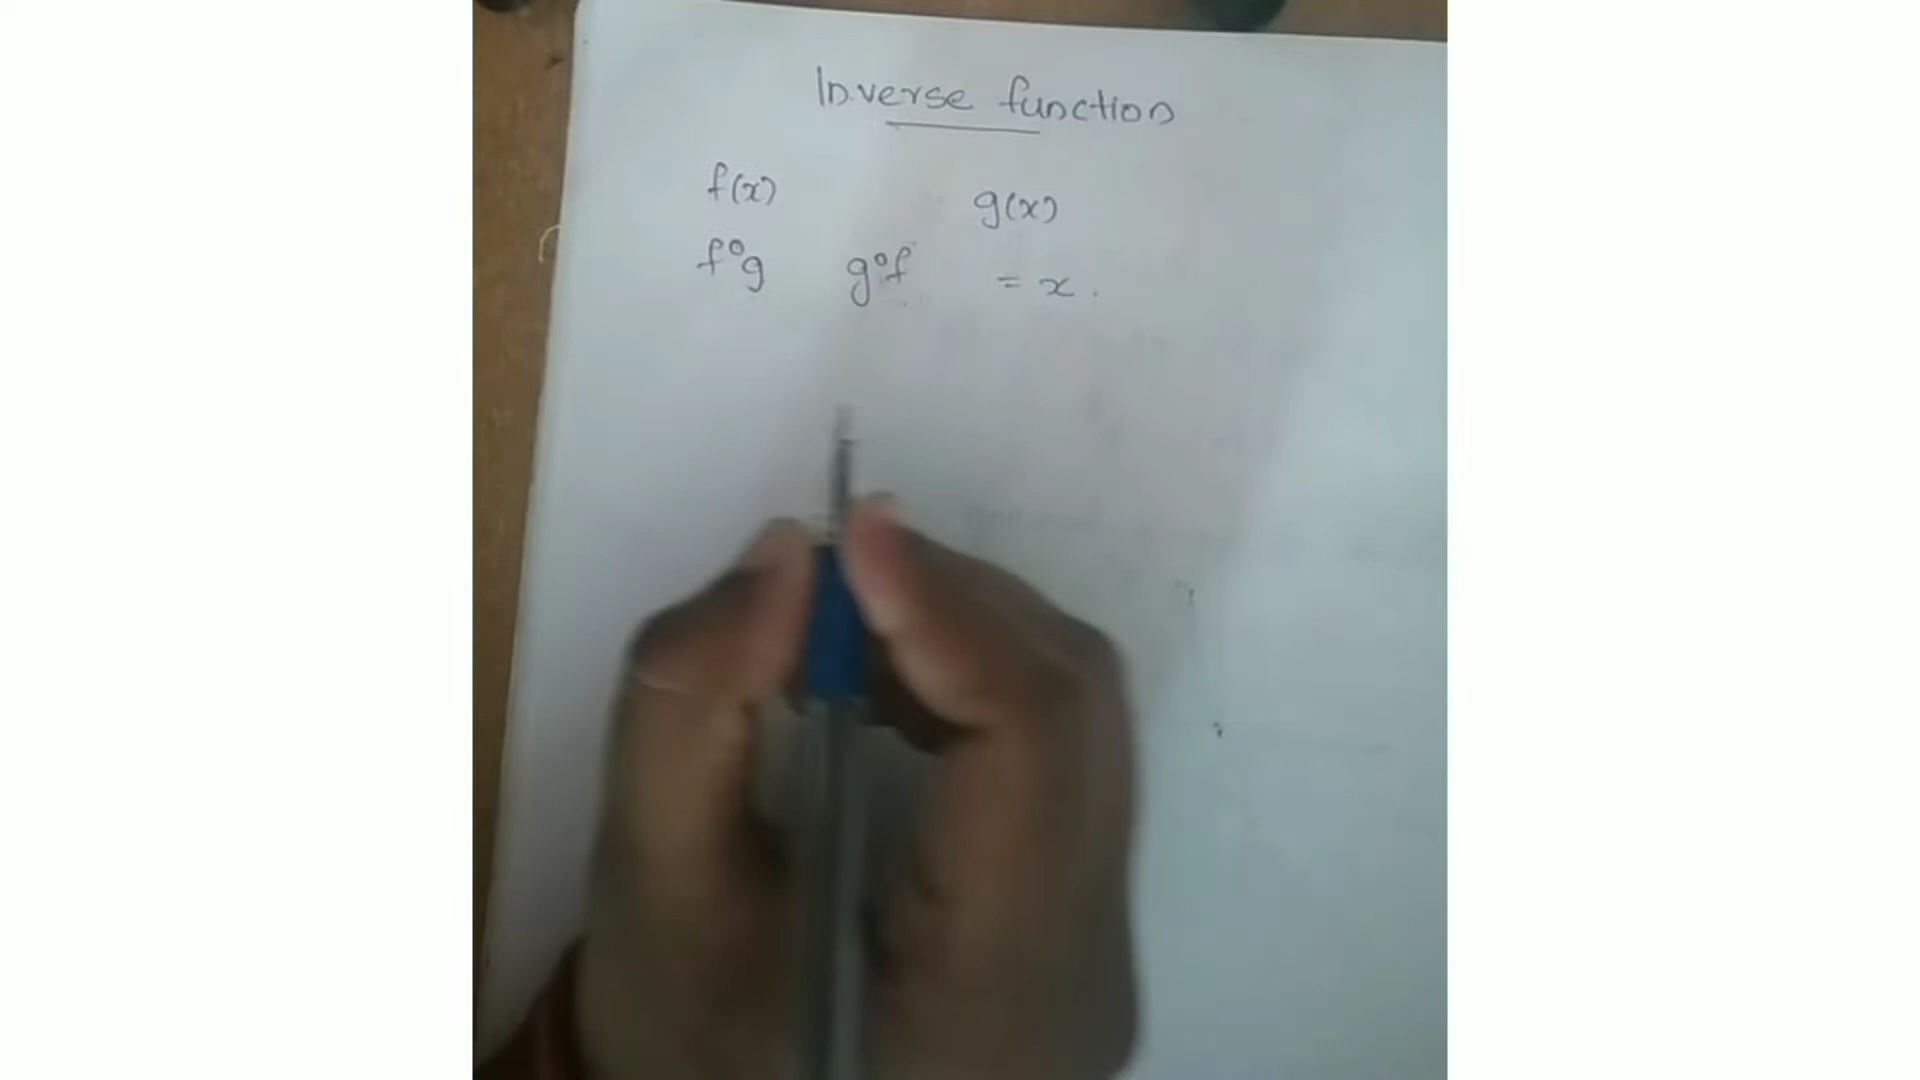 Inverse function
f(x) g(x)
f°g g°f = x.